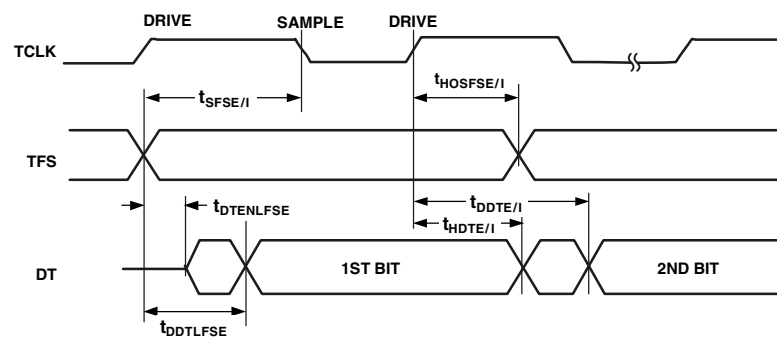 DRIVE SAMPLE DRIVE
TCLK
tHOSFSE/I
tSFSE/I
TFS
tDDTE/I
tDTENLFSE
tHDTE/I
DT 1ST BIT 2ND BIT
tDDTLFSE